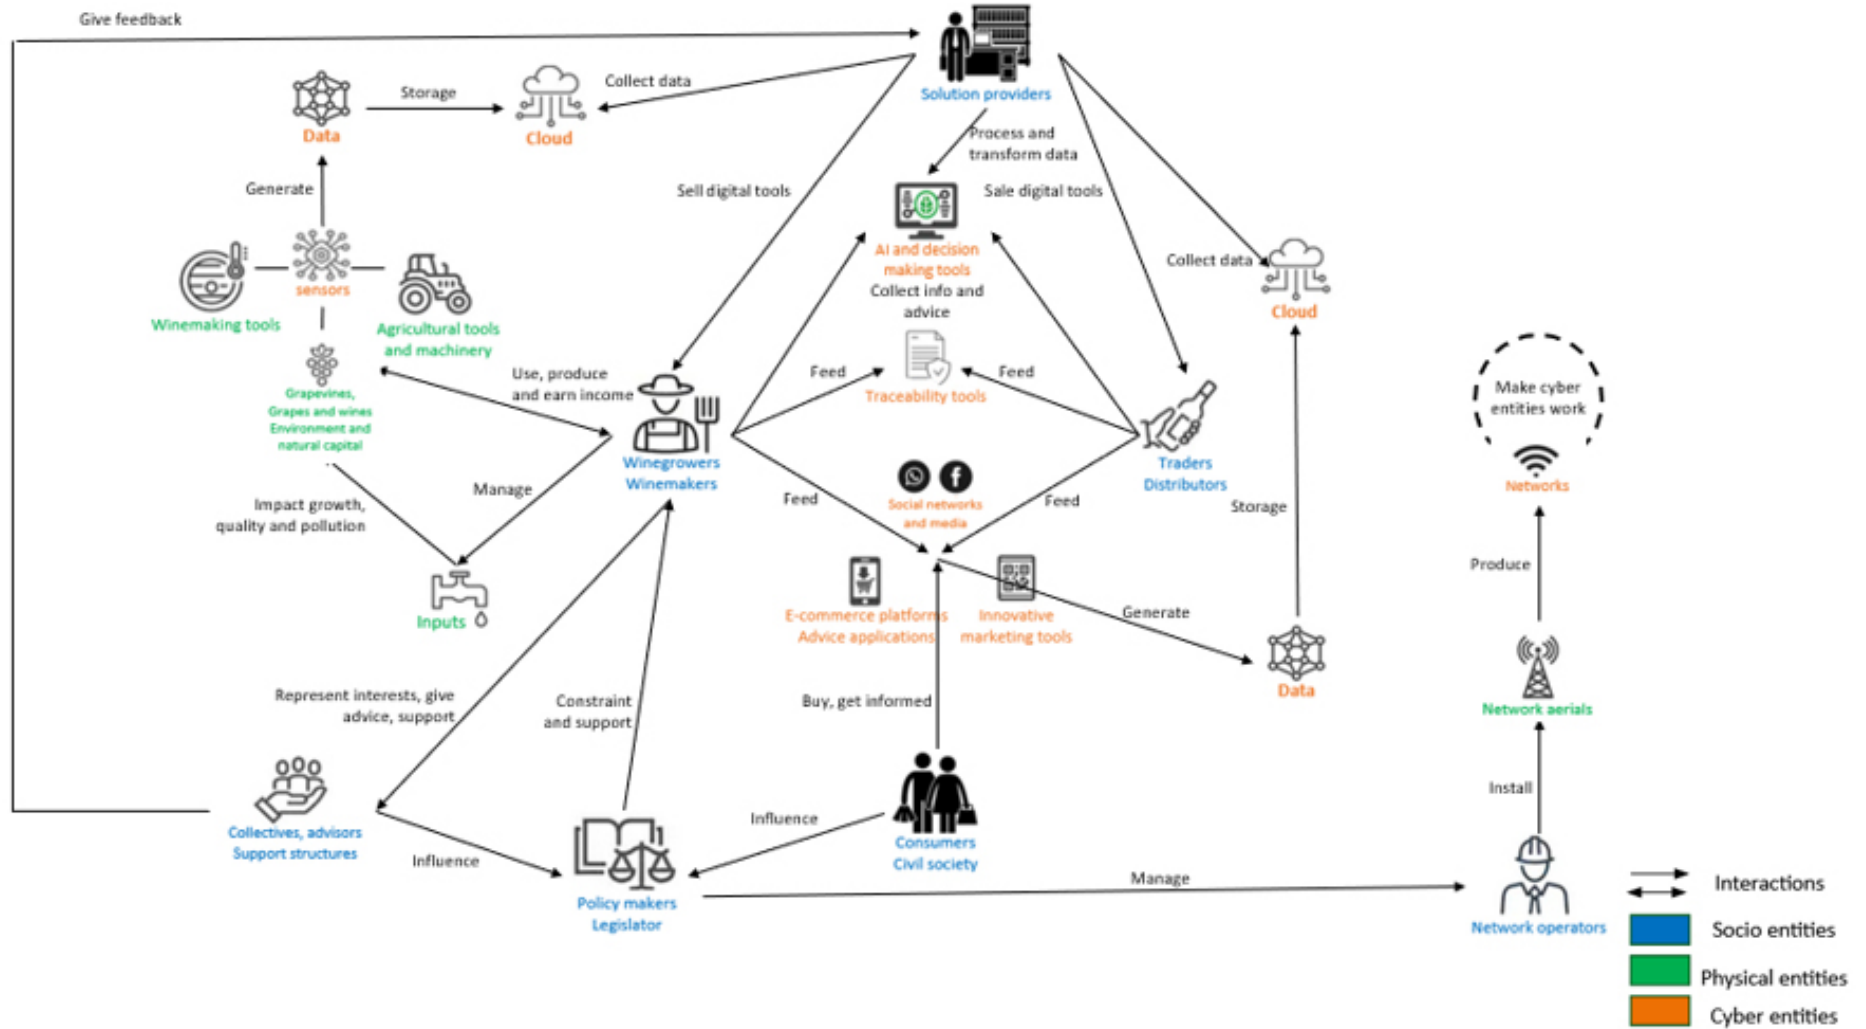 Give feedback
Solution providers
Storage
Collect data
Data
Cloud
Process and
transform data
Generate
Sell digital tools
Sale digital tools
AI and decision
making tools
Collect info and
advice
Collect data
Cloud
sensors
Winemaking tools
Agricultural tools
and machinery
Use, produce
and earn income
Feed
Feed
Traceability tools
Make cyber
entities work
Grapevines,
Grapes and wines
Environment and
natural capital
Winegrowers
Winemakers
Traders
Distributors
Networks
Manage
Feed
Social networks
and media
Feed
Storage
Impact growth,
quality and pollution
Produce
Inputs
E-commerce platforms
Advice applications
Innovative
marketing tools
Generate
Data
Network aerials
Represent interests, give
advice, support
Constraint
and support
Buy, get informed
Install
Collectives, advisors
Support structures
Influence
Influence
Consumers
Civil society
Policy makers
Legislator
Manage
Network operators
Interactions
Socio entities
Physical entities
Cyber entities